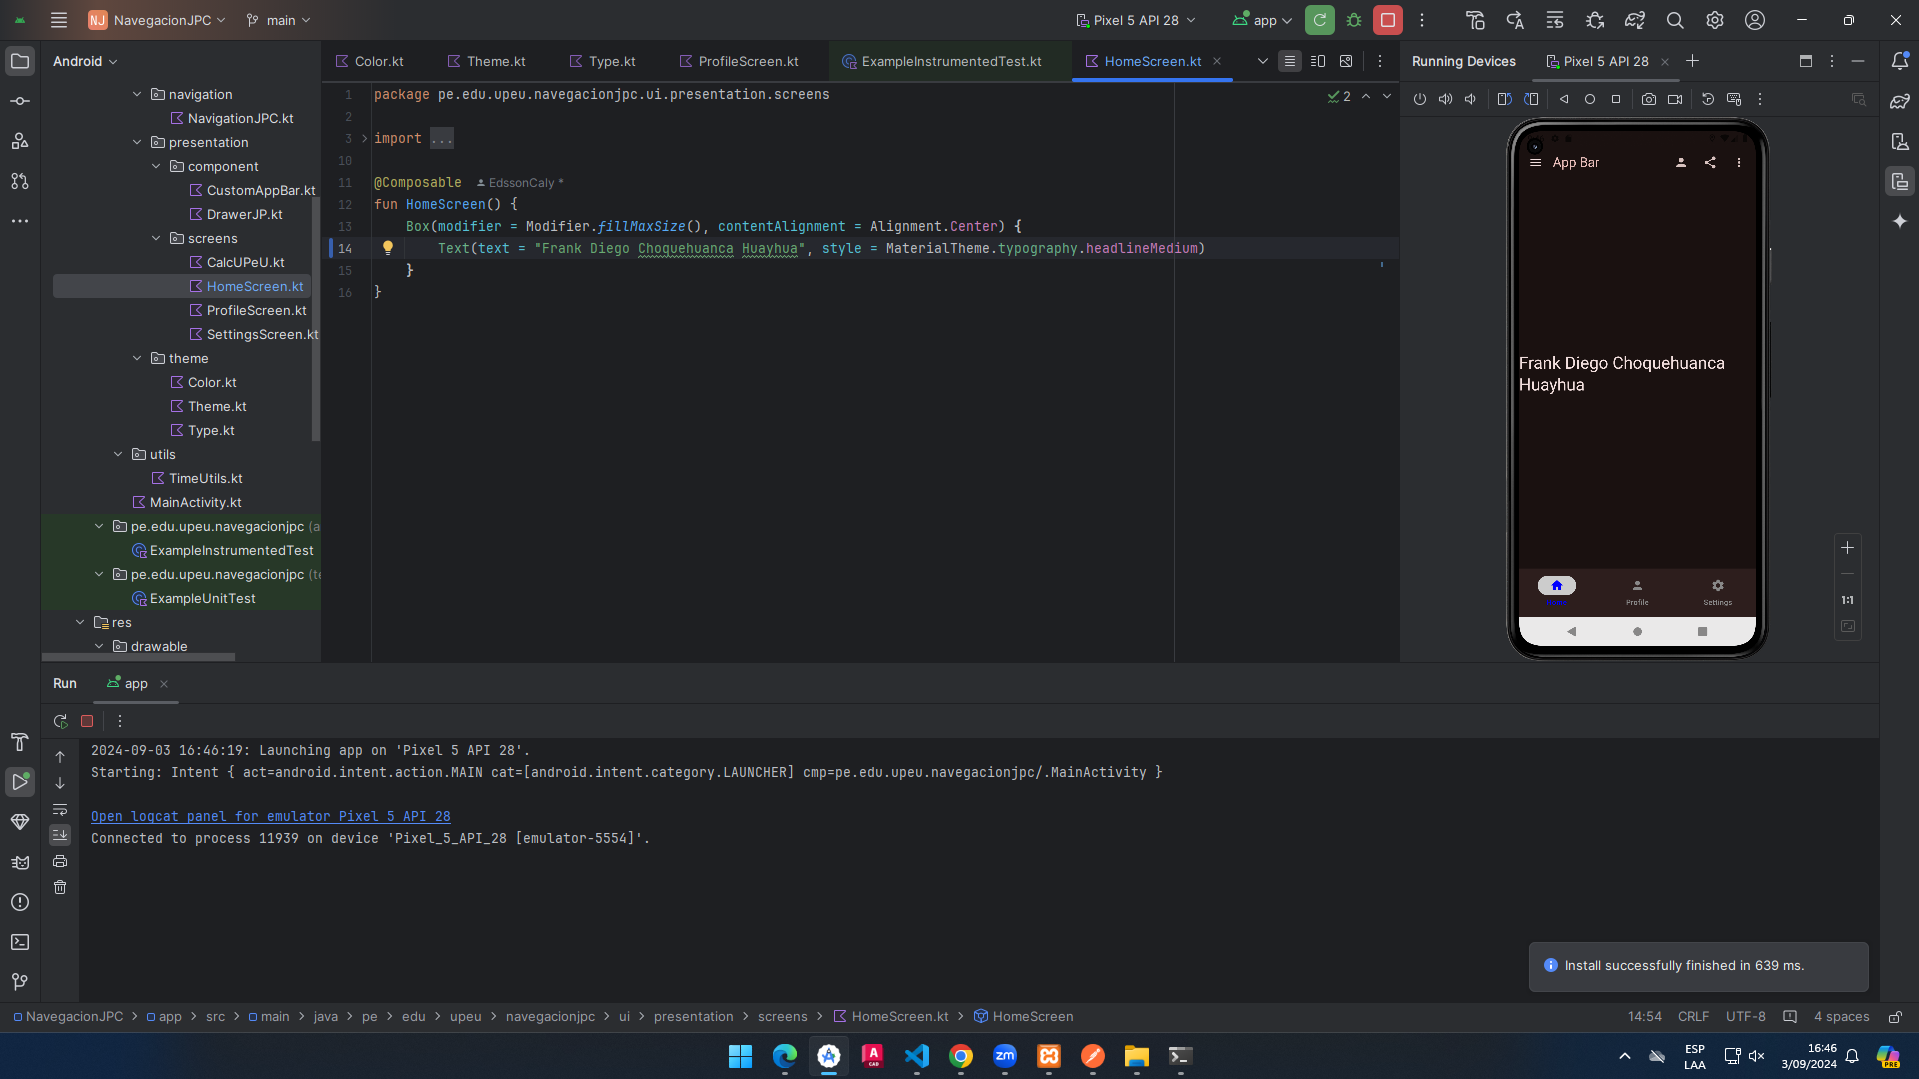 NJ NavegacionJPC main Pixel 5 API 28 app
Android
Color.kt Theme.kt Type.kt ProfileScreen.kt ExampleInstrumentedTest.kt HomeScreen.kt
Running Devices Pixel 5 API 28
navigation
NavigationJPC.kt
presentation
component
CustomAppBar.kt
DrawerJP.kt
screens
CalcUPeU.kt
HomeScreen.kt
ProfileScreen.kt
SettingsScreen.kt
theme
Color.kt
Theme.kt
Type.kt
utils
TimeUtils.kt
MainActivity.kt
pe.edu.upeu.navegacionjpc (a
ExampleInstrumentedTest
pe.edu.upeu.navegacionjpc (te
ExampleUnitTest
res
drawable
1 package pe.edu.upeu.navegacionjpc.ui.presentation.screens
2
3 import ...
10
11 @Composable EdssonCaly *
12 fun HomeScreen() {
13 Box(modifier = Modifier.fillMaxSize(), contentAlignment = Alignment.Center) {
14 Text(text = "Frank Diego Choquehuanca Huayhua", style = MaterialTheme.typography.headlineMedium)
15 }
16 }
2
App Bar
Frank Diego Choquehuanca
Huayhua
Profile Settings
1:1
Run app
2024-09-03 16:46:19: Launching app on 'Pixel 5 API 28'.
Starting: Intent { act=android.intent.action.MAIN cat=[android.intent.category.LAUNCHER] cmp=pe.edu.upeu.navegacionjpc/.MainActivity }
Open logcat panel for emulator Pixel 5 API 28
Connected to process 11939 on device 'Pixel_5_API_28 [emulator-5554]'.
Install successfully finished in 639 ms.
NavegacionJPC > app > src > main > java > pe > edu > upeu > navegacionjpc > ui > presentation > screens > HomeScreen.kt > HomeScreen
14:54 CRLF UTF-8 4 spaces
A CAD zm PRE
ESP
LAA
16:46
3/09/2024